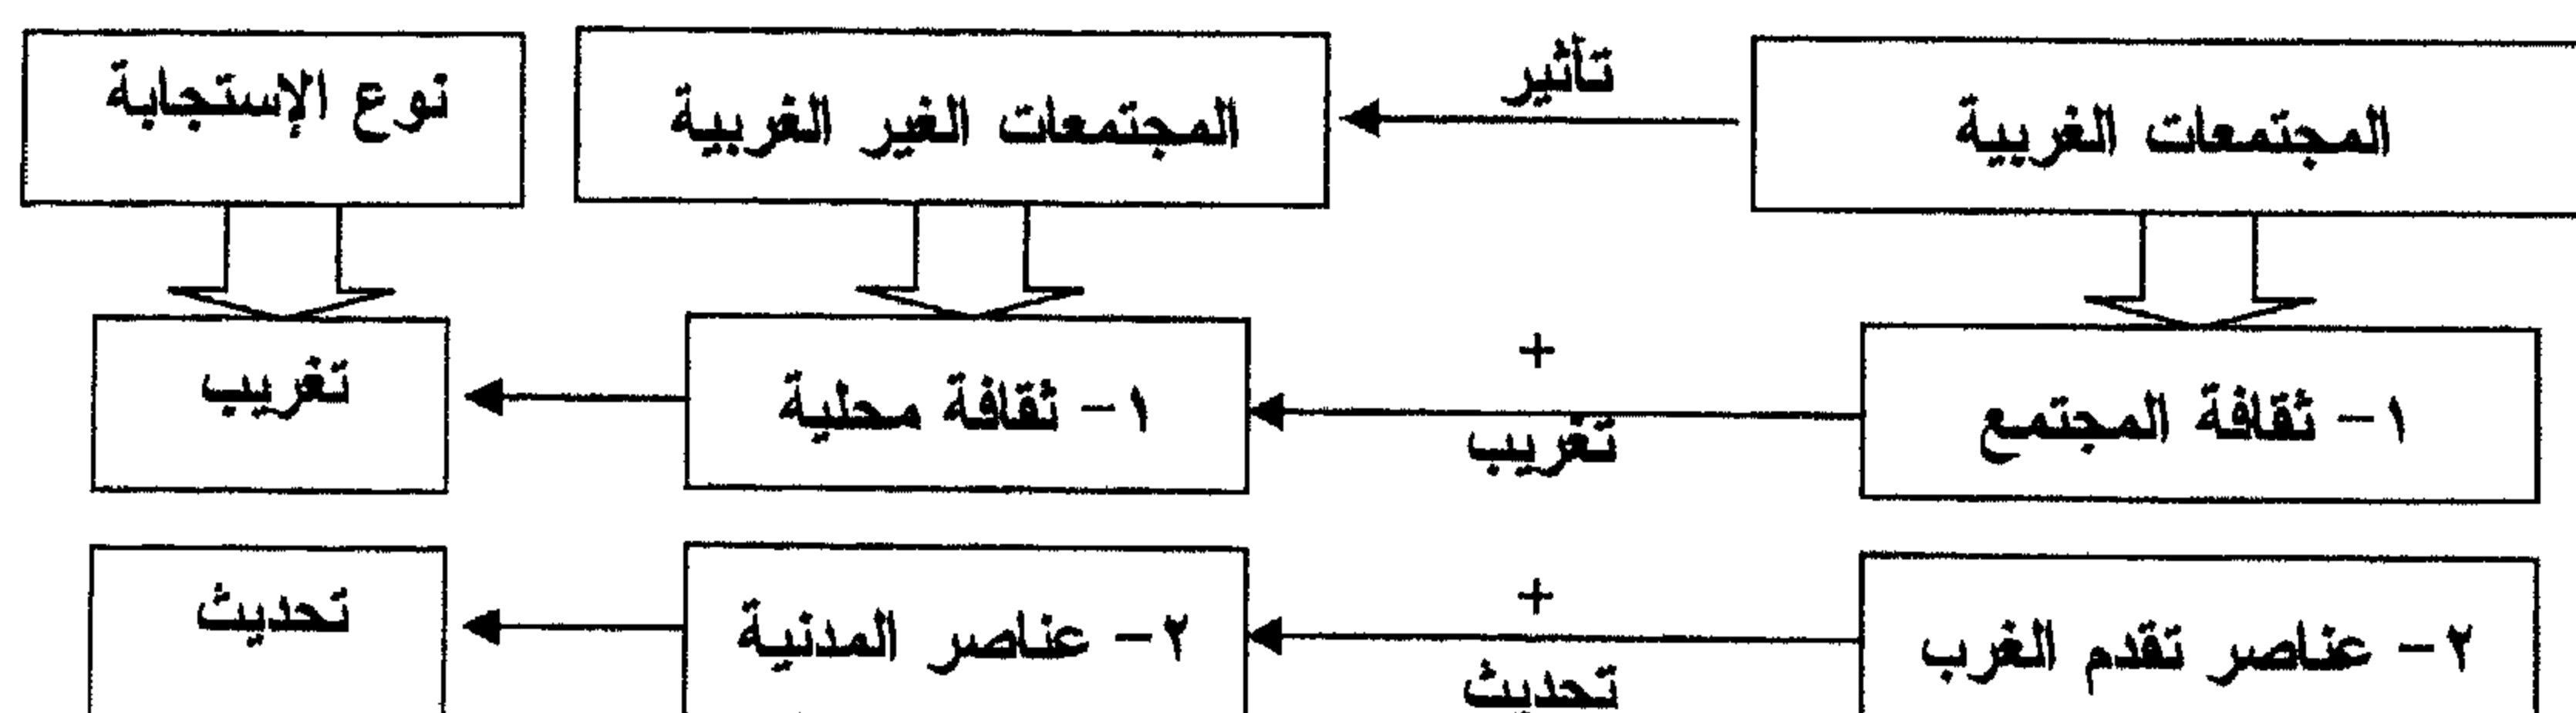 المجتمعات الغربية
تأثير
المجتمعات الغير الغربية
نوع الإستجابة
١ - ثقافة المجتمع
+
تغريب
١ - ثقافة محلية
تغريب
٢ - عناصر تقدم الغرب
+
تحديث
٢ - عناصر المدنية
تحديث